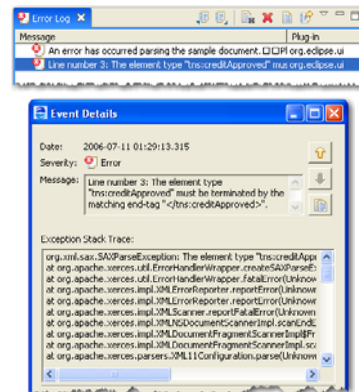 Error Log
Message Plug-in
An error has occurred parsing the sample document. Pl org.eclipse.ui
Line number 3: The element type "tns:creditApproved" mus org.eclipse.ui
Event Details
Date: 2006-07-11 01:29:13.315
Severity: Error
Message: Line number 3: The element type
"tns:creditApproved" must be terminated by the
matching end-tag "</tns:creditApproved>".
Exception Stack Trace:
org.xml.sax.SAXParseException: The element type "tns:creditAppr
at org.apache.xerces.util.ErrorHandlerWrapper.createSAXParseE
at org.apache.xerces.util.ErrorHandlerWrapper.fatalError(Unknow
at org.apache.xerces.impl.XMLErrorReporter.reportError(Unknow
at org.apache.xerces.impl.XMLErrorReporter.reportError(Unknow
at org.apache.xerces.impl.XMLScanner.reportFatalError(Unknown
at org.apache.xerces.impl.XMLNSDocumentScannerImpl.scanEndE
at org.apache.xerces.impl.XMLDocumentFragmentScannerImpl$Fr
at org.apache.xerces.impl.XMLDocumentFragmentScannerImpl.sc
at org.apache.xerces.parsers.XML11Configuration.parse(Unknow